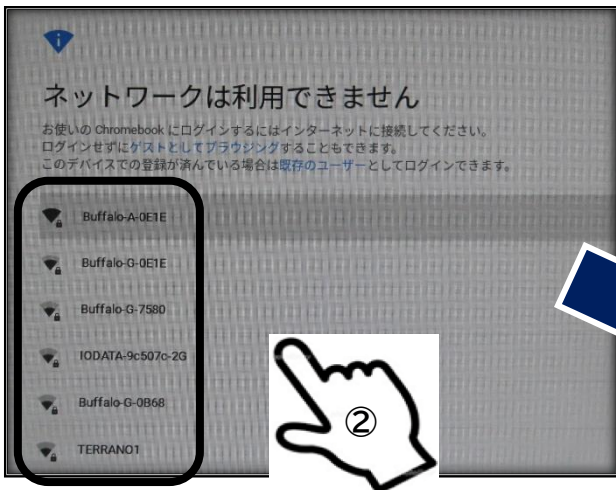 ネットワークは利用できません
お使いの Chromebook にログインするにはインターネットに接続してください。
ログインせずにゲストとしてブラウジングすることもできます。
このデバイスでの登録が済んでいる場合は既存のユーザーとしてログインできます。
Buffalo-A-0E1E
Buffalo-G-0E1E
Buffalo-G-7580
IODATA-9c507c-2G
Buffalo-G-0B68
TERRANO1
②